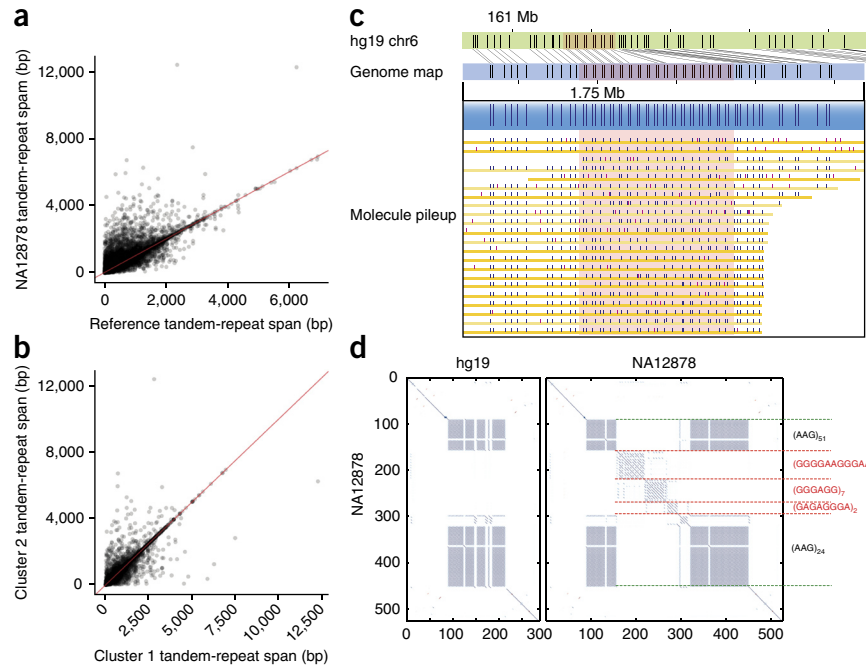 a
NA12878 tandem-repeat spam (bp)
12,000
8,000
4,000
0
0
2,000
4,000
6,000
Reference tandem-repeat span (bp)
b
Cluster 2 tandem-repeat span (bp)
12,000
8,000
4,000
0
0
2,500
5,000
7,500
10,000
12,500
Cluster 1 tandem-repeat span (bp)
c
161 Mb
hg19 chr6
Genome map
1.75 Mb
Molecule pileup
d
hg19
NA12878
NA12878
0
100
200
300
400
500
0
100
200
300
0
100
200
300
400
500
(AAG)51
(GGGGAAGGGAA
(GGGAGG)7
(GAGAGGGA)2
(AAG)24